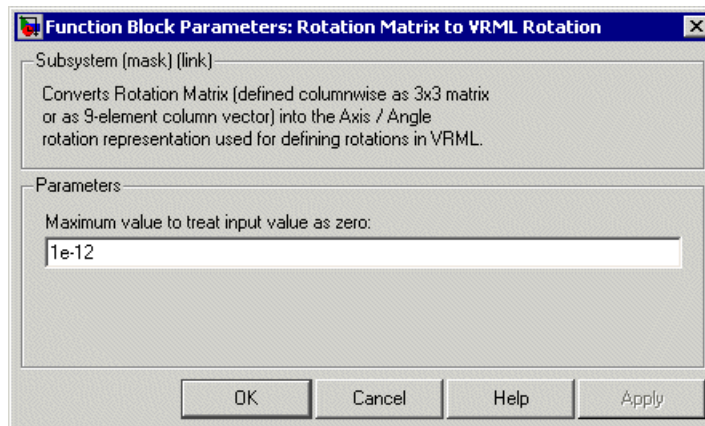 Function Block Parameters: Rotation Matrix to VRML Rotation
Subsystem (mask) (link)
Converts Rotation Matrix (defined columnwise as 3x3 matrix
or as 9-element column vector) into the Axis / Angle
rotation representation used for defining rotations in VRML.
Parameters
Maximum value to treat input value as zero:
1e-12
OK Cancel Help Apply